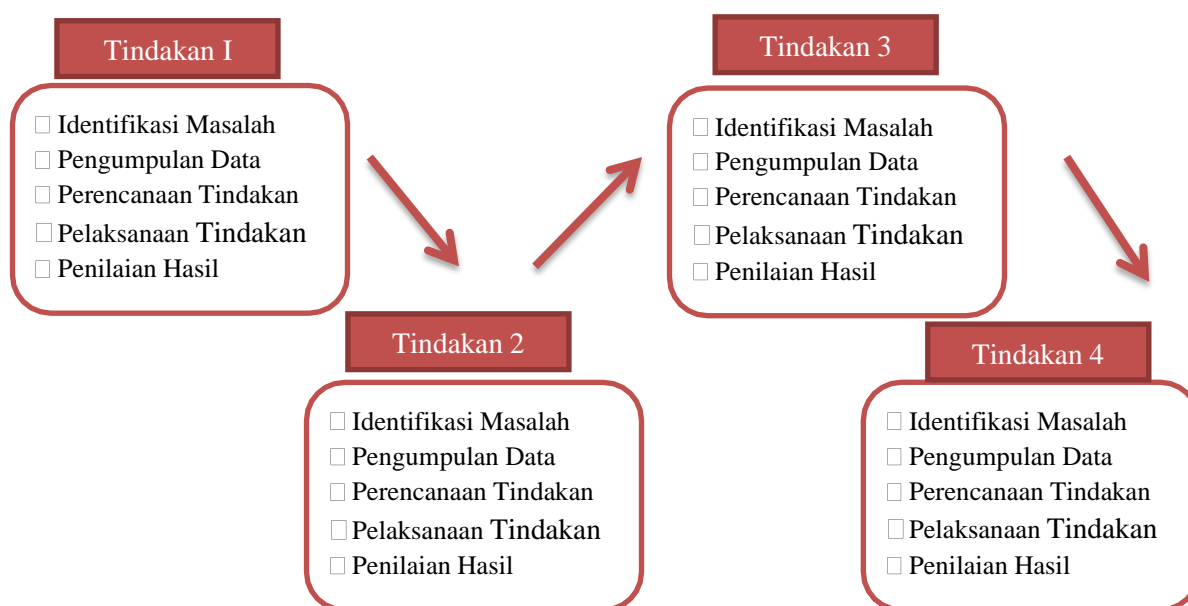 Tindakan I
□ Identifikasi Masalah
□ Pengumpulan Data
□ Perencanaan Tindakan
□ Pelaksanaan Tindakan
□ Penilaian Hasil
Tindakan 2
□ Identifikasi Masalah
□ Pengumpulan Data
□ Perencanaan Tindakan
□ Pelaksanaan Tindakan
□ Penilaian Hasil
Tindakan 3
□ Identifikasi Masalah
□ Pengumpulan Data
□ Perencanaan Tindakan
□ Pelaksanaan Tindakan
□ Penilaian Hasil
Tindakan 4
□ Identifikasi Masalah
□ Pengumpulan Data
□ Perencanaan Tindakan
□ Pelaksanaan Tindakan
□ Penilaian Hasil